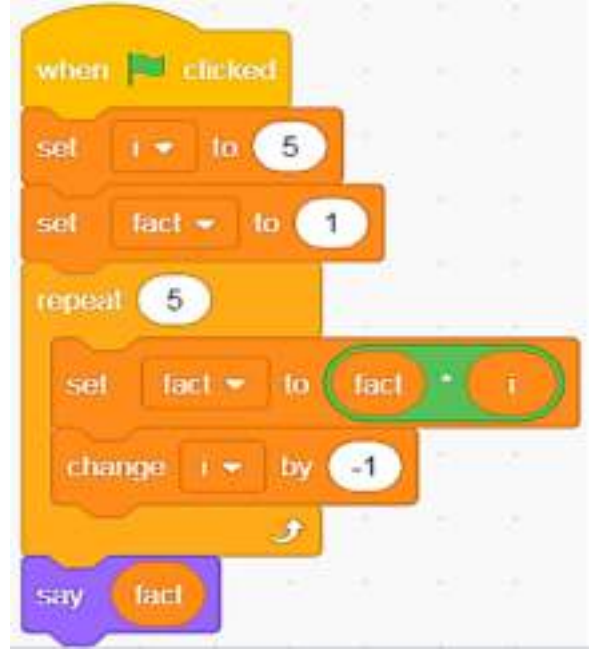 when clicked
set i to 5
set fact to 1
repeat 5
set fact to fact * i
change i by -1
say fact